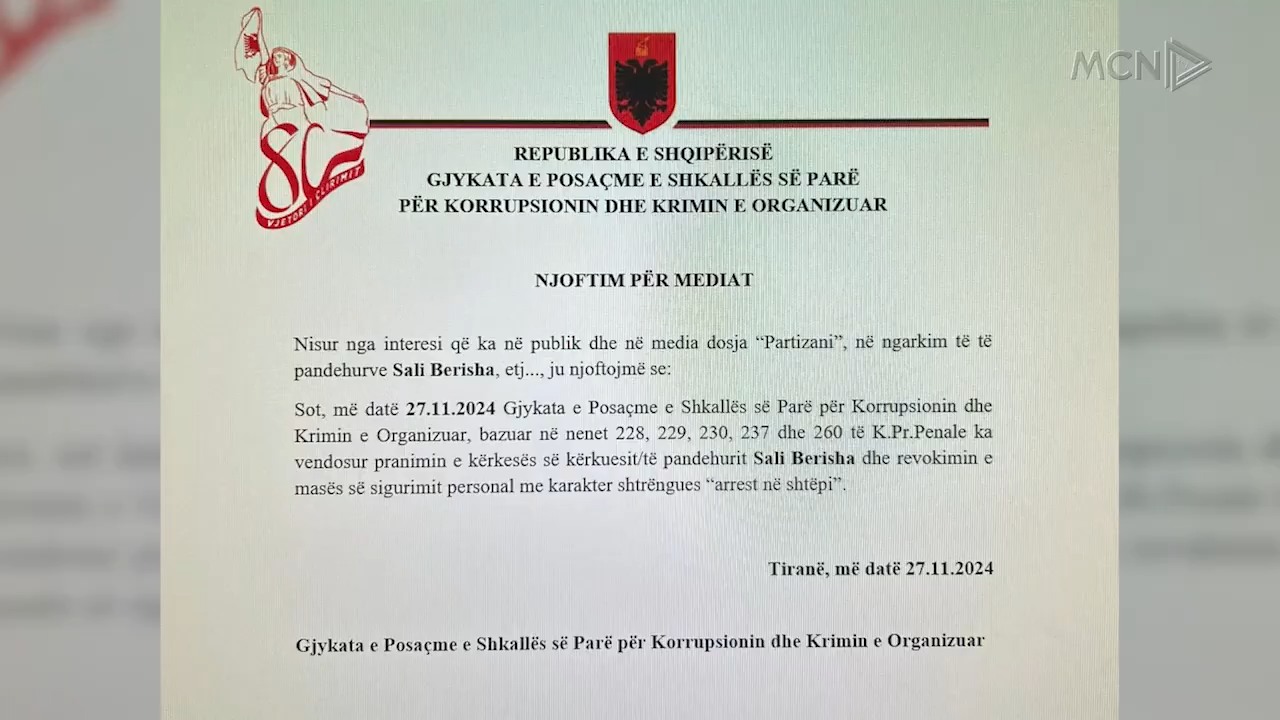 MCN
80
VJETORI I ÇLIRIMIT
REPUBLIKA E SHQIPËRISË
GJYKATA E POSAÇME E SHKALLËS SË PARË
PËR KORRUPSIONIN DHE KRIMIN E ORGANIZUAR
NJOFTIM PËR MEDIAT
Nisur nga interesi që ka në publik dhe në media dosja “Partizani”, në ngarkim të të
pandehurve Sali Berisha, etj..., ju njoftojmë se:
Sot, më datë 27.11.2024 Gjykata e Posaçme e Shkallës së Parë për Korrupsionin dhe
Krimin e Organizuar, bazuar në nenet 228, 229, 230, 237 dhe 260 të K.Pr.Penale ka
vendosur pranimin e kërkesës së kërkuesit/të pandehurit Sali Berisha dhe revokimin e
masës së sigurimit personal me karakter shtrëngues “arrest në shtëpi”.
Tiranë, më datë 27.11.2024
Gjykata e Posaçme e Shkallës së Parë për Korrupsionin dhe Krimin e Organizuar